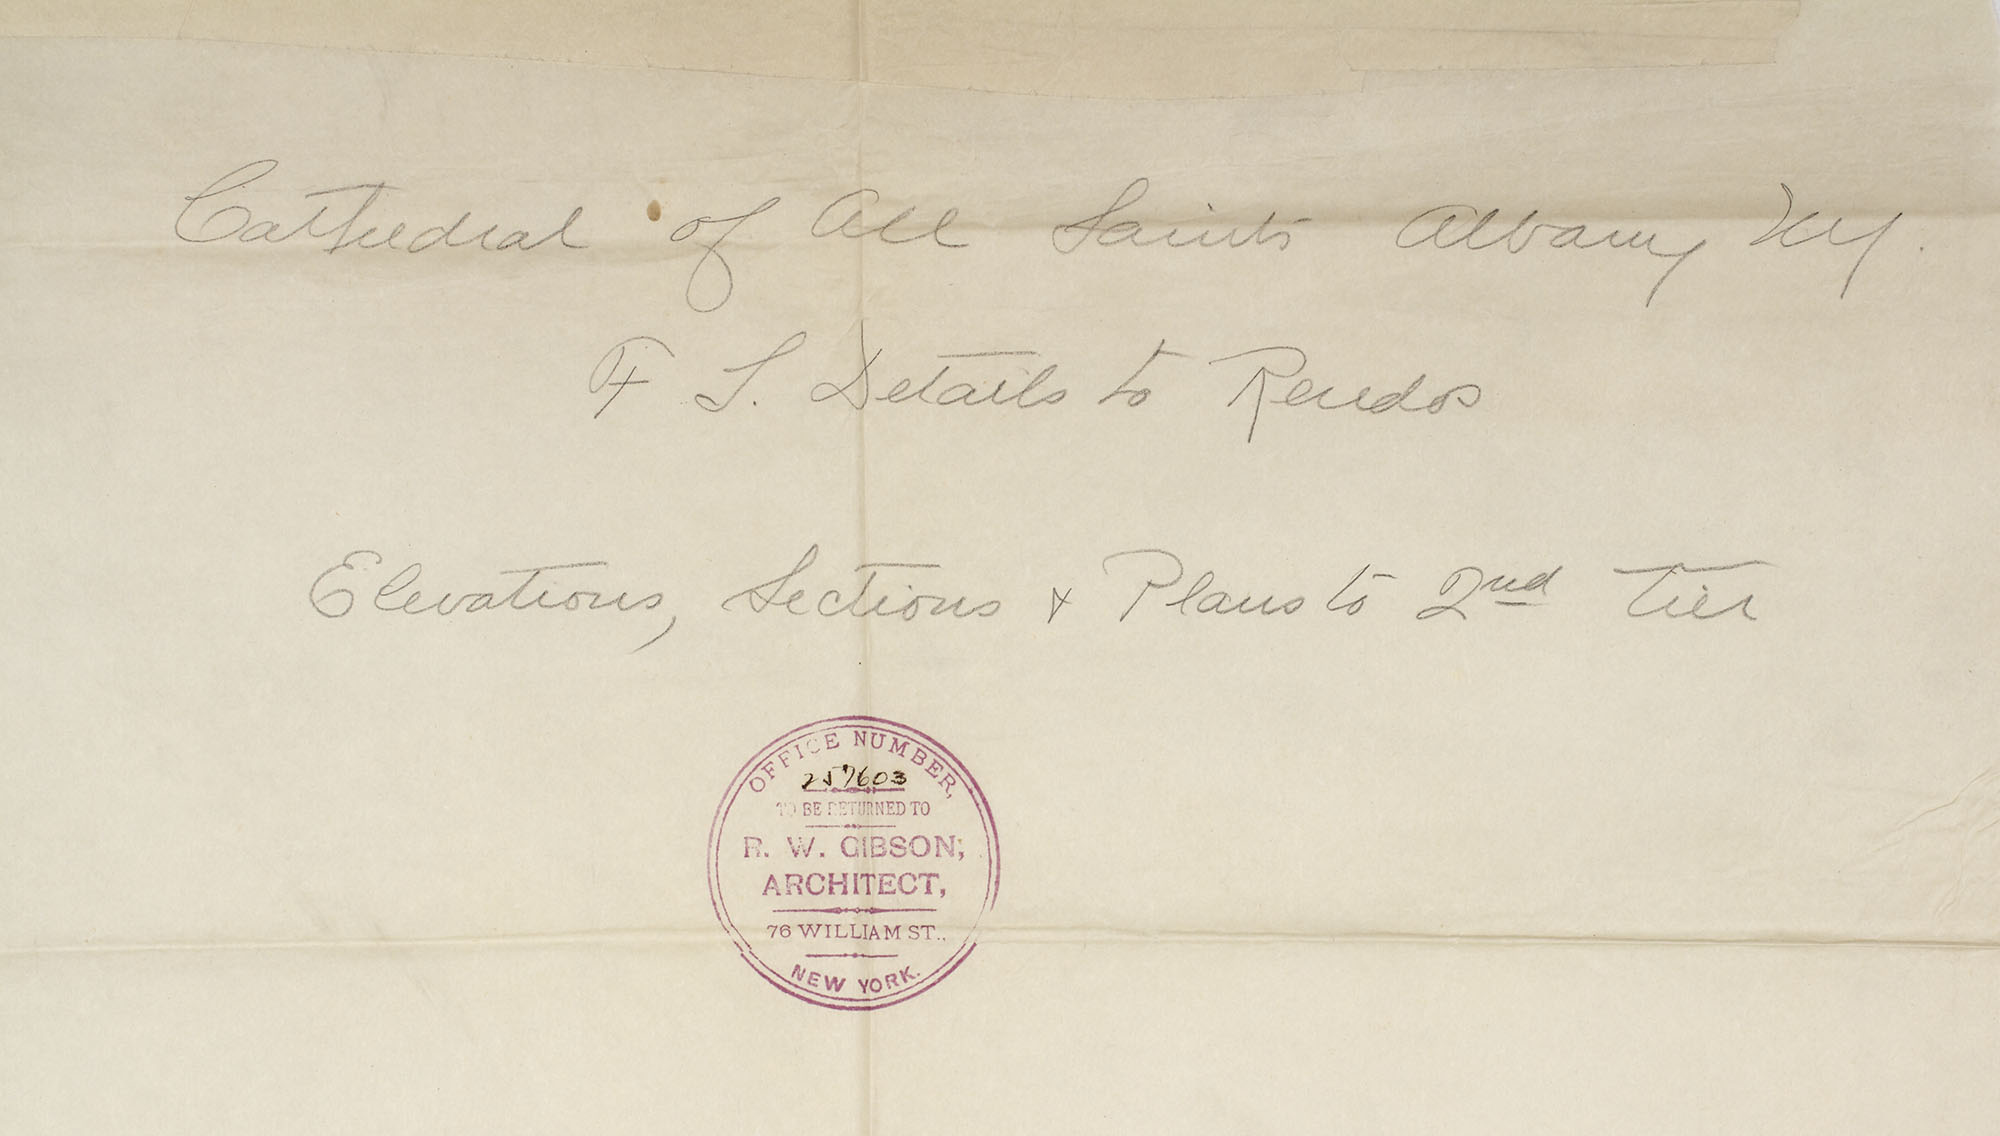 Cathedral of All Saints Albany NY.
F S. Details to Reredos
Elevations, Sections & Plans to 2nd Tier
OFFICE NUMBER,
257603
TO BE RETURNED TO
R. W. GIBSON,
ARCHITECT,
76 WILLIAM ST.,
NEW YORK.